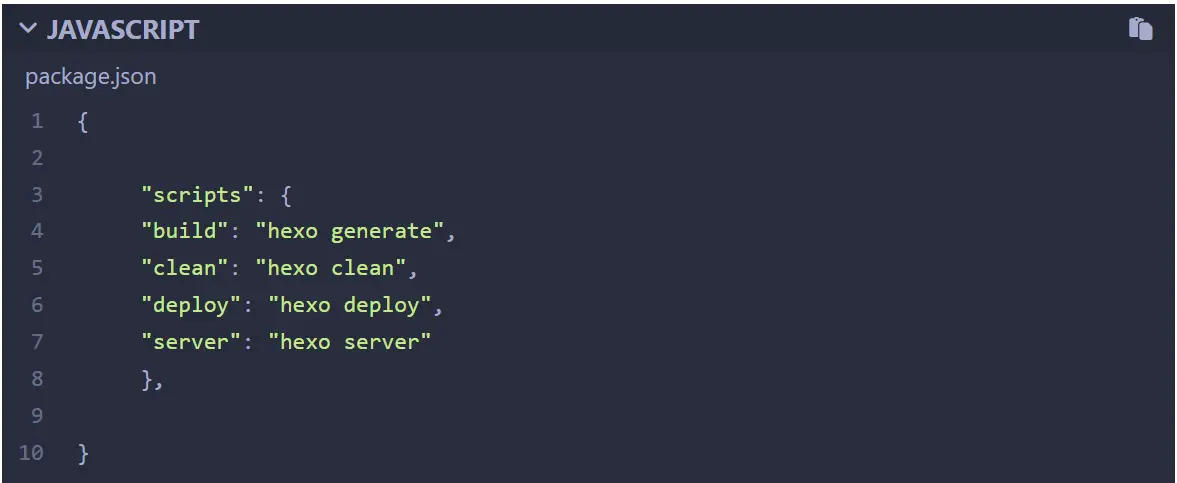 JAVASCRIPT
package.json
1 {
2
3 "scripts": {
4 "build": "hexo generate",
5 "clean": "hexo clean",
6 "deploy": "hexo deploy",
7 "server": "hexo server"
8 },
9
10 }